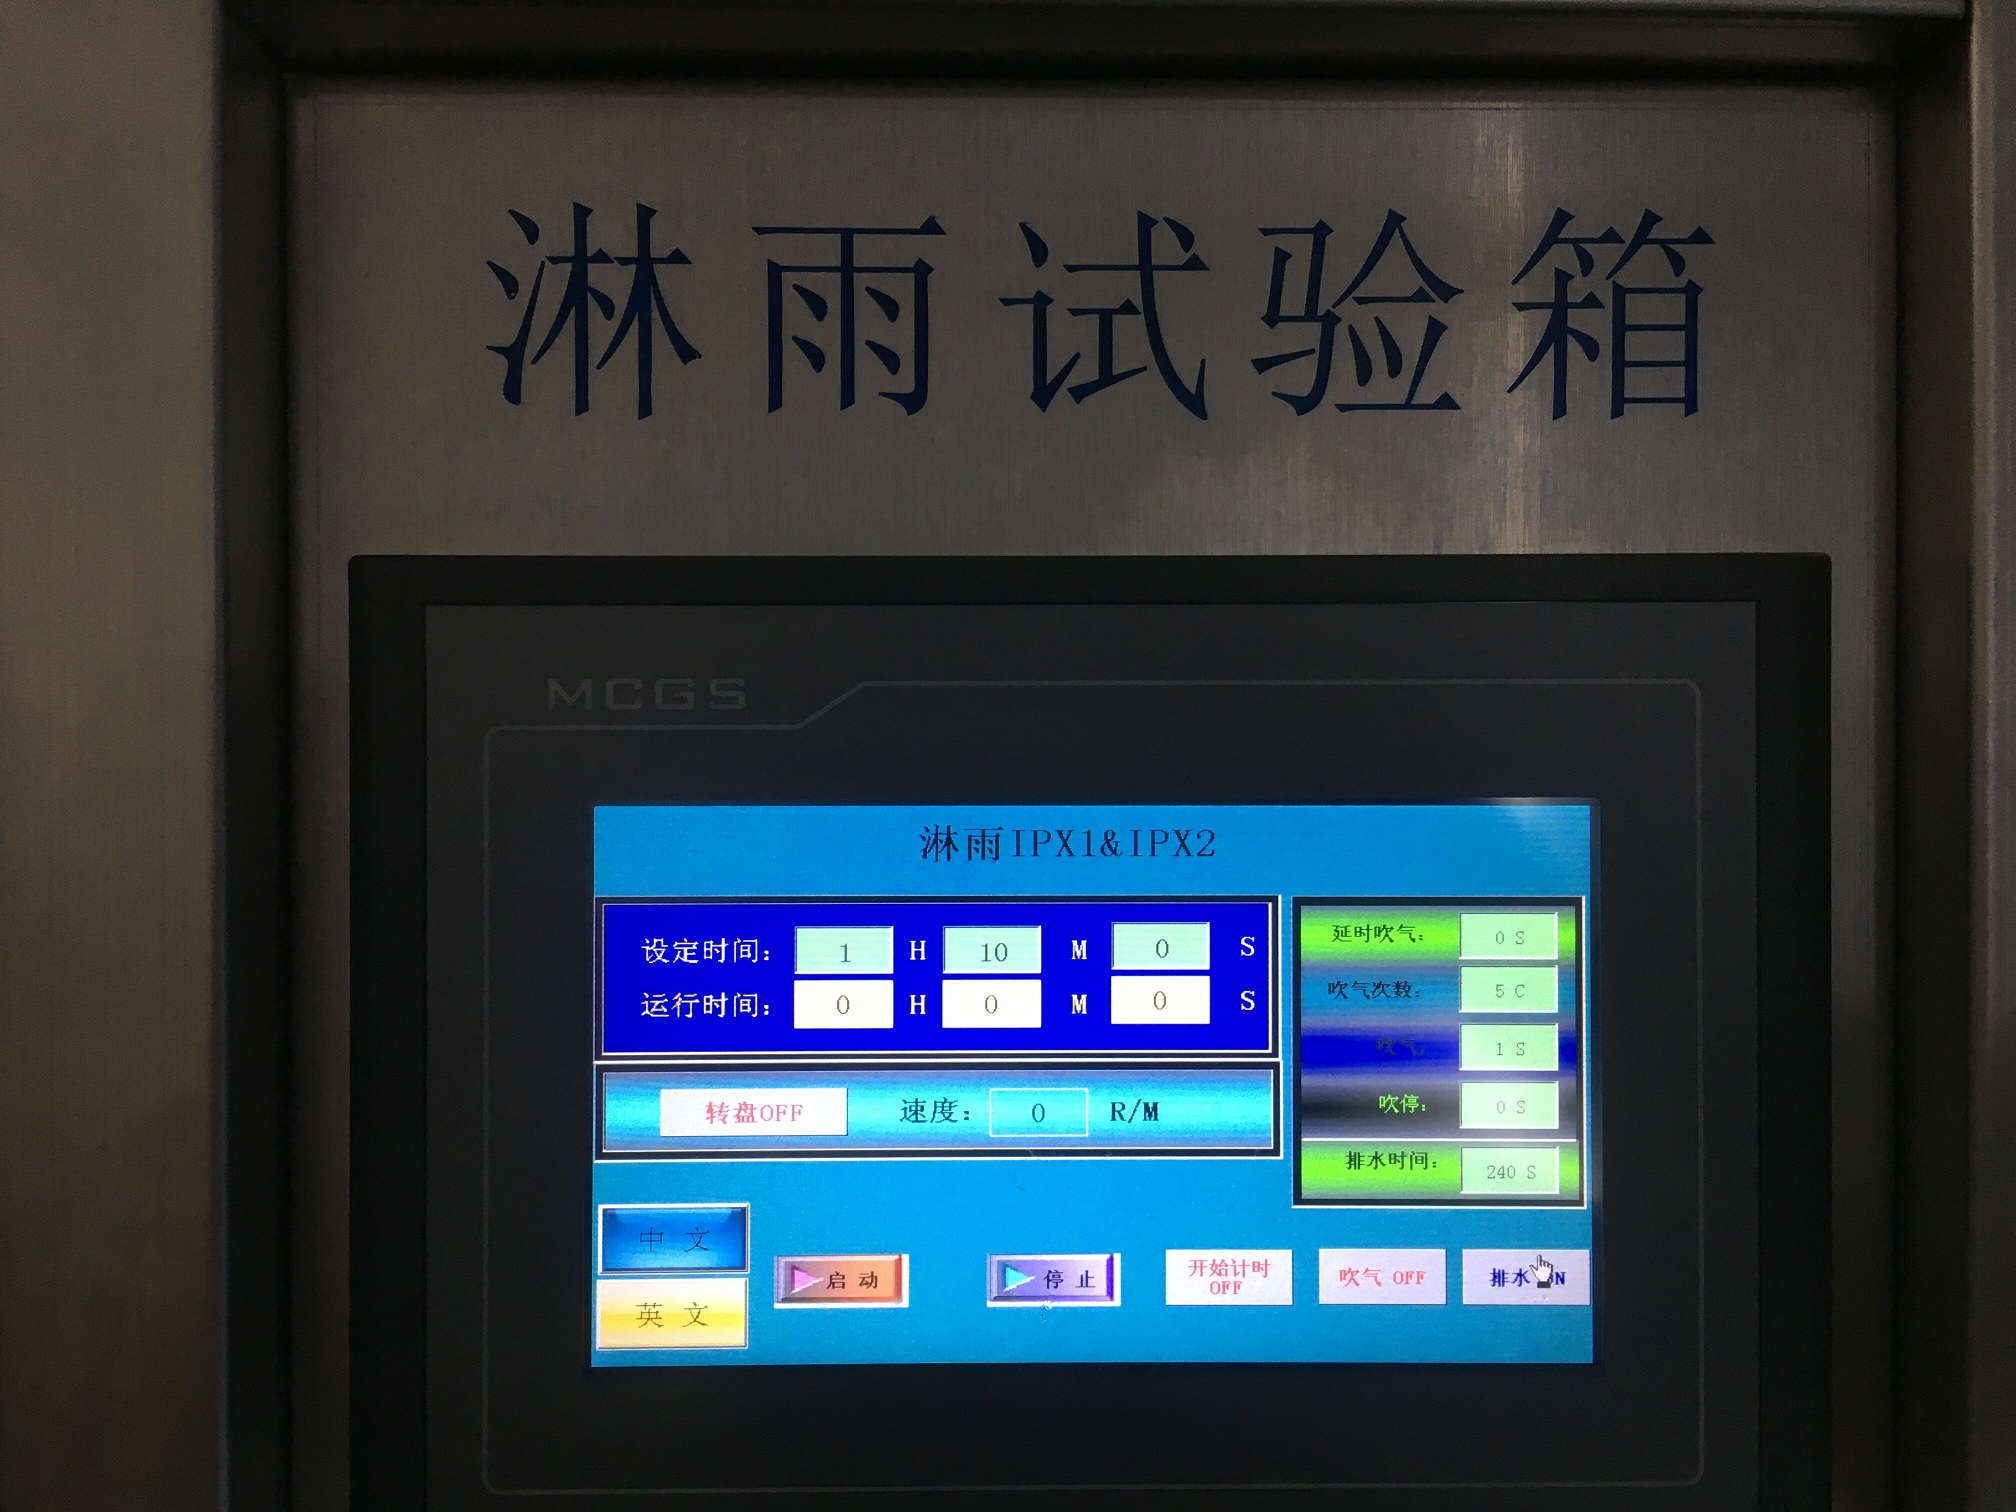 淋雨试验箱
MCGS
淋雨IPX1&IPX2
设定时间: 1 H 10 M 0 S
运行时间: 0 H 0 M 0 S
转盘OFF 速度: 0 R/M
延时吹气: 0 S
吹气次数: 5 C
吹气: 1 S
吹停: 0 S
排水时间: 240 S
中 文
英 文
启 动
停 止
开始计时
OFF
吹气 OFF
排水